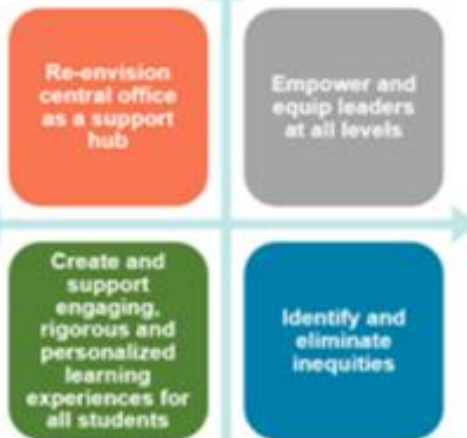 Re-envision
central office
as a support
hub
Empower and
equip leaders
at all levels
Create and
support
engaging,
rigorous and
personalized
learning
experiences for
all students
Identify and
eliminate
inequities